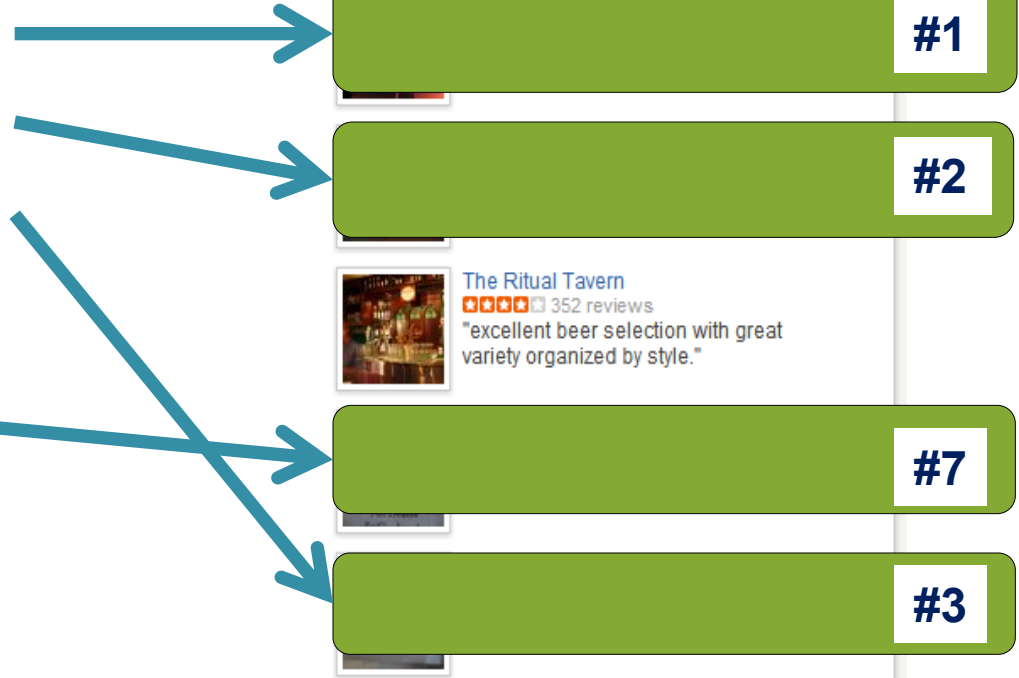 #1
#2
The Ritual Tavern
352 reviews
"excellent beer selection with great
variety organized by style."
#7
#3